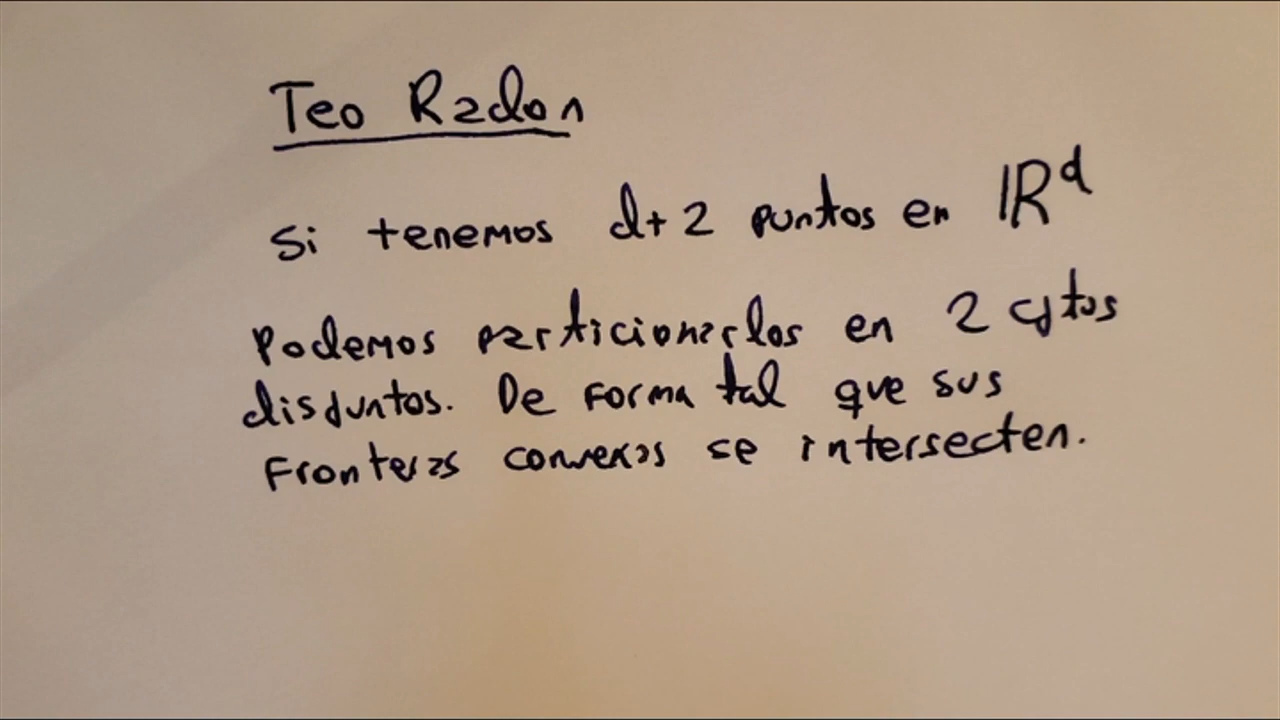 Teo Radon
Si tenemos d+2 puntos en ℝᵈ
Podemos particionarlos en 2 cjtos
disjuntos. De forma tal que sus
Fronteras convexas se intersecten.